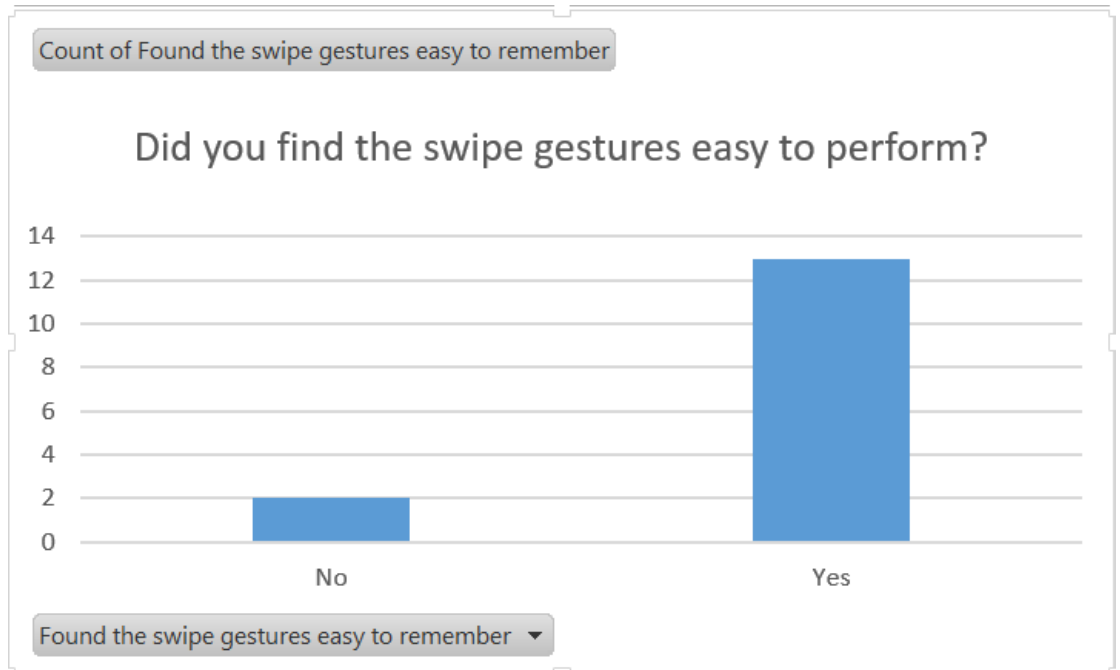 Count of Found the swipe gestures easy to remember
Did you find the swipe gestures easy to perform?
14
12
10
8
6
4
2
0
No Yes
Found the swipe gestures easy to remember